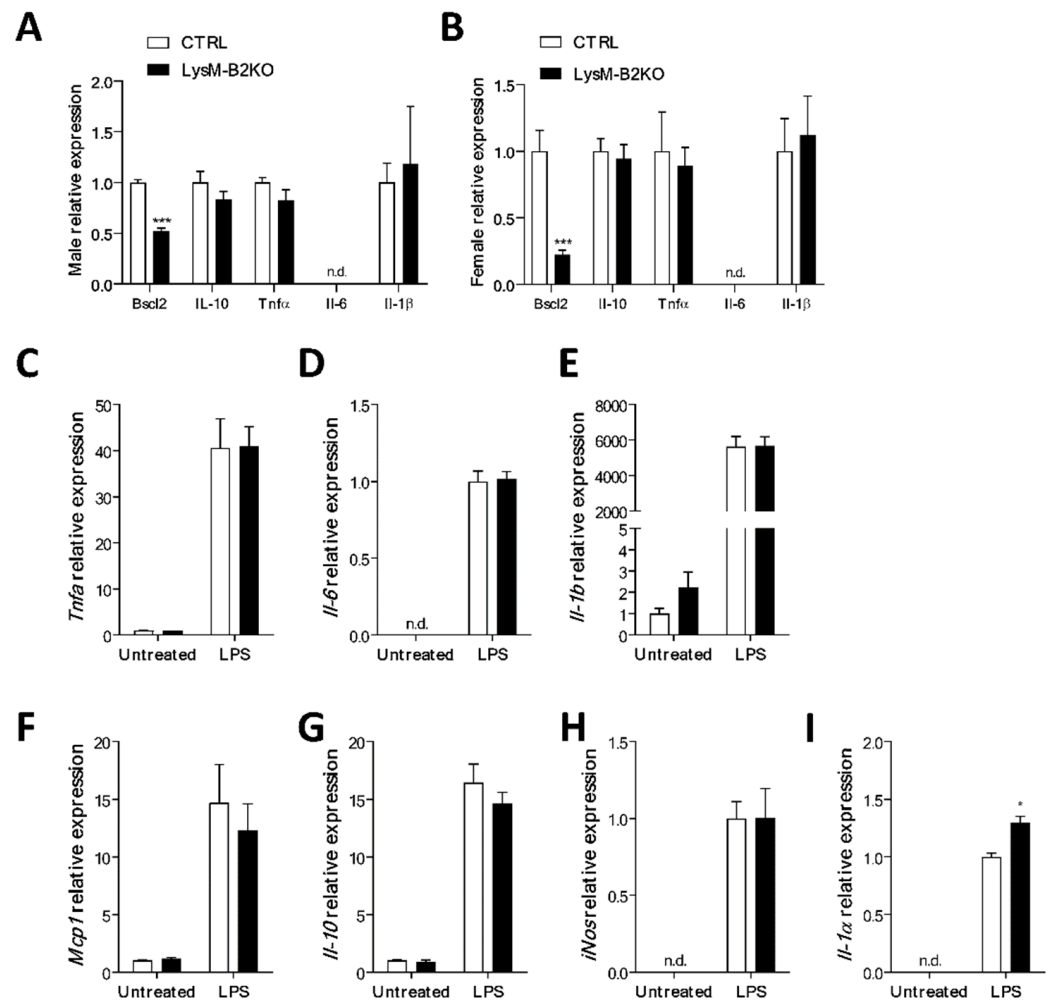 A
CTRL
LysM-B2KO
Male relative expression
2.0
1.5
1.0
0.5
0.0
***
n.d.
Bscl2 IL-10 Tnfα Il-6 Il-1β
B
CTRL
LysM-B2KO
Female relative expression
1.5
1.0
0.5
0.0
***
n.d.
Bscl2 Il-10 Tnfα Il-6 Il-1β
C
Tnfa relative expression
50
40
30
20
10
0
Untreated LPS
D
Il-6 relative expression
1.5
1.0
0.5
0.0
n.d.
Untreated LPS
E
Il-1b relative expression
8000
6000
4000
2000
5
4
3
2
1
0
Untreated LPS
F
Mcp1 relative expression
20
15
10
5
0
Untreated LPS
G
Il-10 relative expression
20
15
10
5
0
Untreated LPS
H
iNos relative expression
1.5
1.0
0.5
0.0
n.d.
Untreated LPS
I
Il-1α relative expression
2.0
1.5
1.0
0.5
0.0
*
n.d.
Untreated LPS